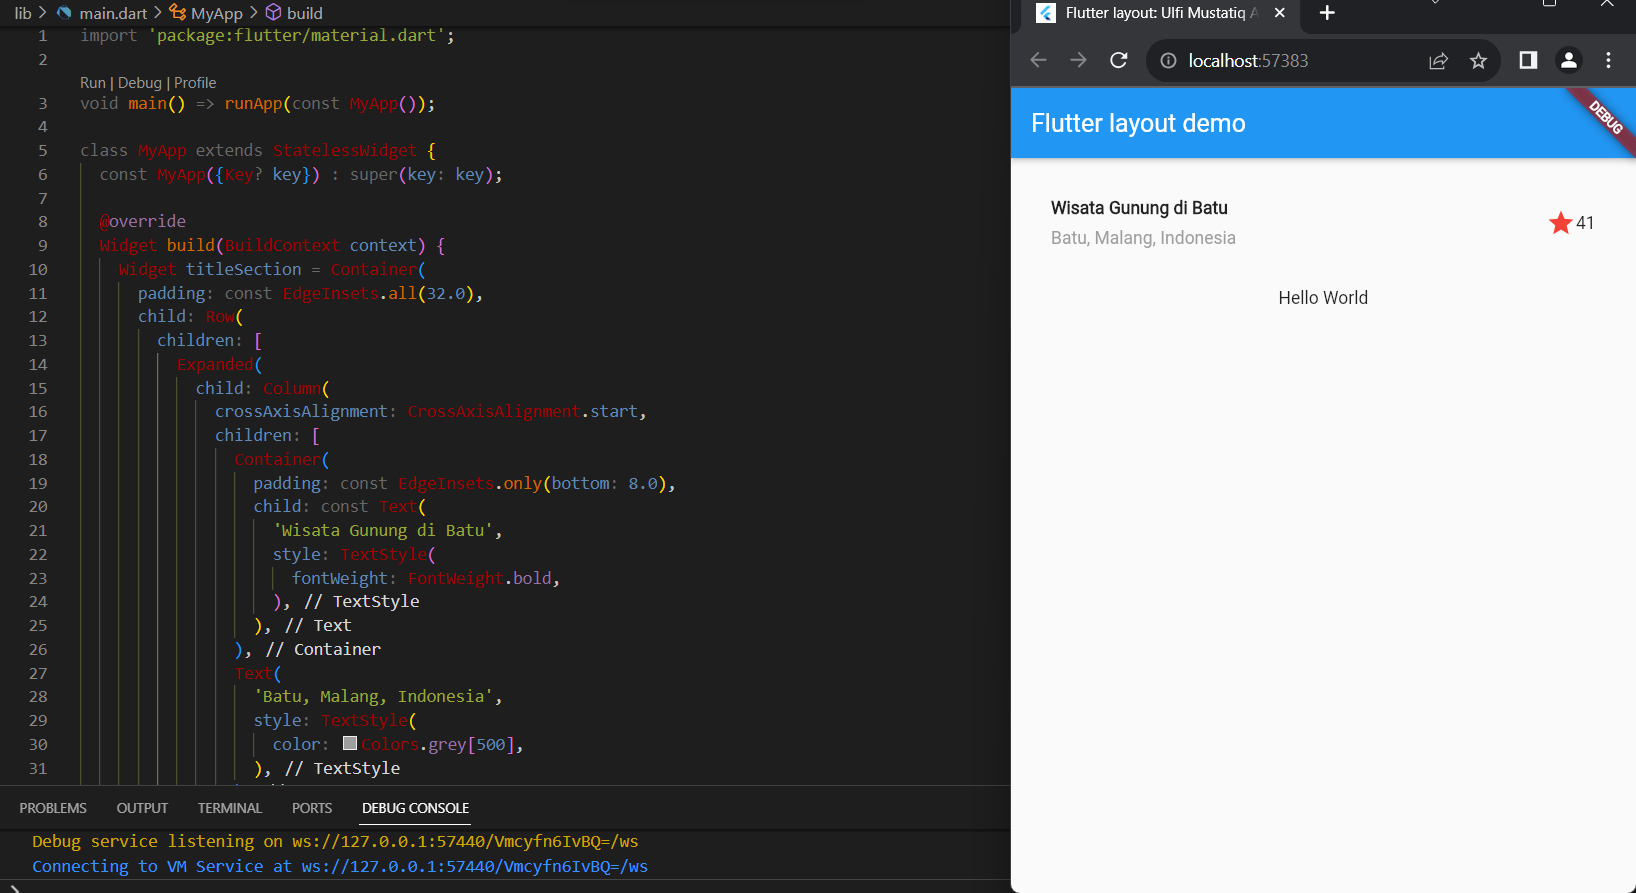 lib > main.dart > MyApp > build
1 import 'package:flutter/material.dart';
2
Run | Debug | Profile
3 void main() => runApp(const MyApp());
4
5 class MyApp extends StatelessWidget {
6 const MyApp({Key? key}) : super(key: key);
7
8 @override
9 Widget build(BuildContext context) {
10 Widget titleSection = Container(
11 padding: const EdgeInsets.all(32.0),
12 child: Row(
13 children: [
14 Expanded(
15 child: Column(
16 crossAxisAlignment: CrossAxisAlignment.start,
17 children: [
18 Container(
19 padding: const EdgeInsets.only(bottom: 8.0),
20 child: const Text(
21 'Wisata Gunung di Batu',
22 style: TextStyle(
23 fontWeight: FontWeight.bold,
24 ), // TextStyle
25 ), // Text
26 ), // Container
27 Text(
28 'Batu, Malang, Indonesia',
29 style: TextStyle(
30 color: Colors.grey[500],
31 ), // TextStyle
PROBLEMS OUTPUT TERMINAL PORTS DEBUG CONSOLE
Debug service listening on ws://127.0.0.1:57440/Vmcyfn6IvBQ=/ws
Connecting to VM Service at ws://127.0.0.1:57440/Vmcyfn6IvBQ=/ws
Flutter layout: Ulfi Mustatiq A
localhost:57383
Flutter layout demo
DEBUG
Wisata Gunung di Batu
41
Batu, Malang, Indonesia
Hello World